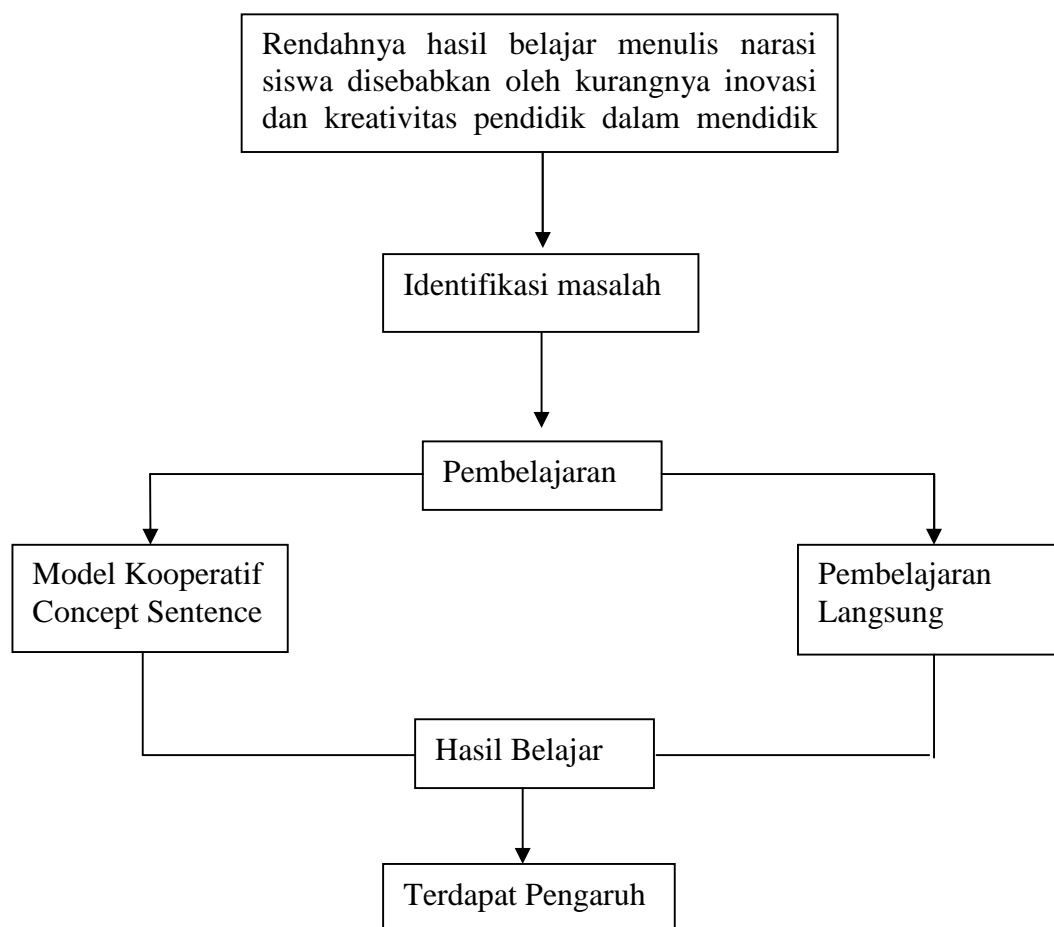 Rendahnya hasil belajar menulis narasi
siswa disebabkan oleh kurangnya inovasi
dan kreativitas pendidik dalam mendidik
Identifikasi masalah
Pembelajaran
Model Kooperatif
Concept Sentence
Pembelajaran
Langsung
Hasil Belajar
Terdapat Pengaruh